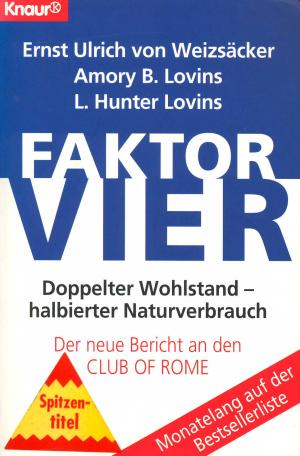 Knaur K
Ernst Ulrich von Weizsäcker
Amory B. Lovins
L. Hunter Lovins
FAKTOR
VIER
Doppelter Wohlstand –
halbierter Naturverbrauch
Der neue Bericht an den
CLUB OF ROME
Spitzen-
titel
Monatelang auf der
Bestsellerliste